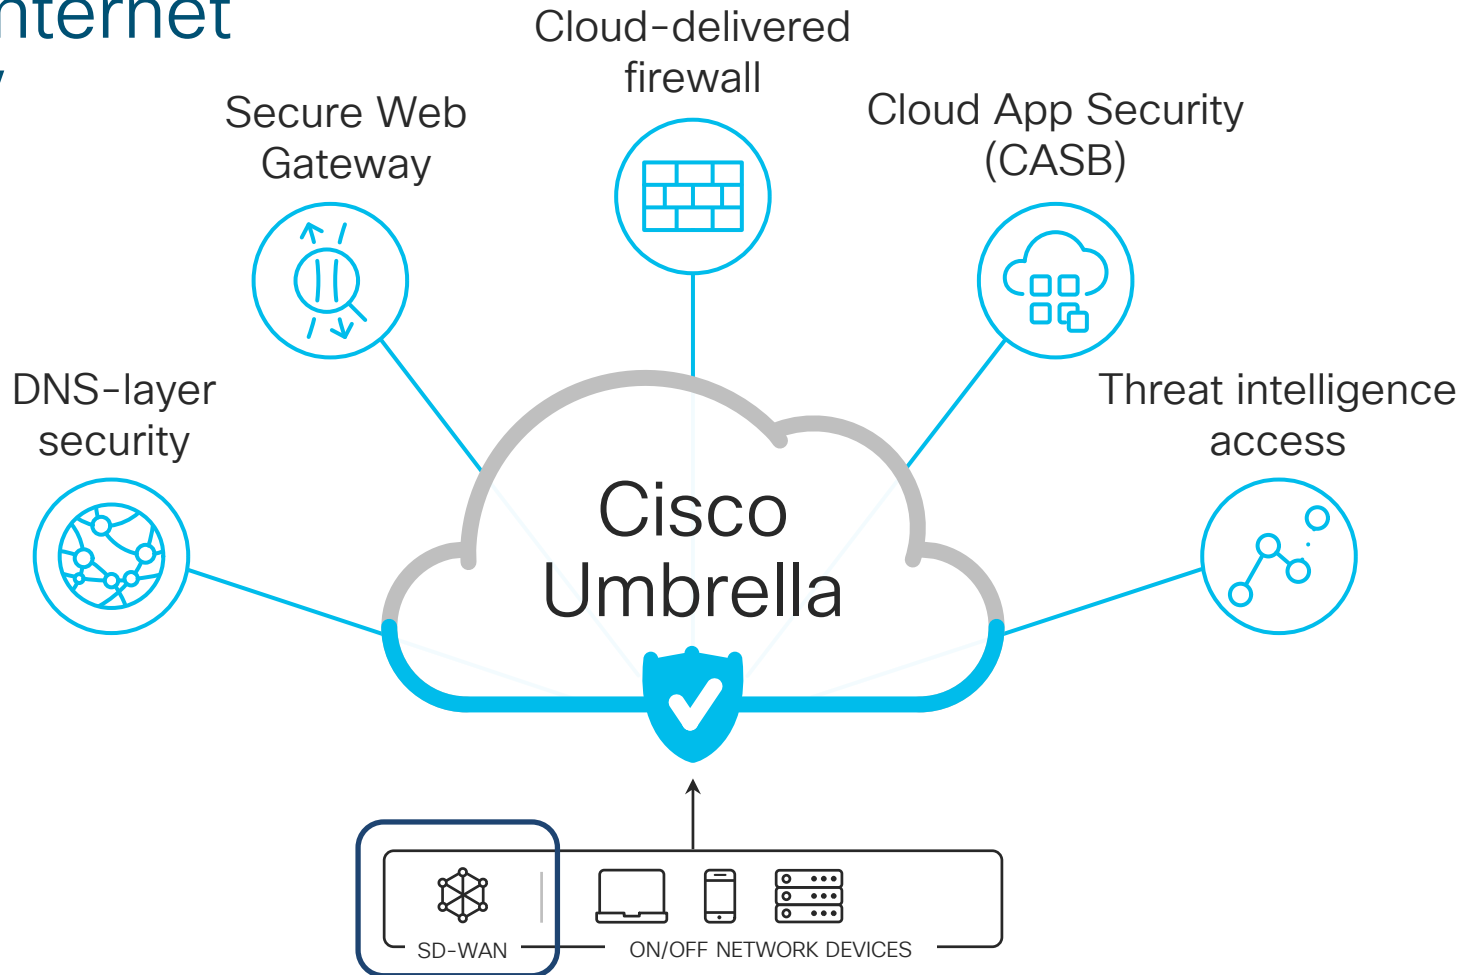 Cloud-delivered
firewall
Secure Web
Gateway
Cloud App Security
(CASB)
DNS-layer
security
Threat intelligence
access
Cisco
Umbrella
SD-WAN
ON/OFF NETWORK DEVICES